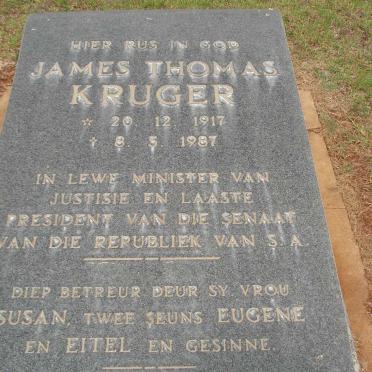 HIER RUS IN GOD
JAMES THOMAS
KRUGER
☆ 20 . 12 . 1917
† 8 . 5 . 1987
IN LEWE MINISTER VAN
JUSTISIE EN LAASTE
PRESIDENT VAN DIE SENAAT
VAN DIE REPUBLIEK VAN S.A.
DIEP BETREUR DEUR SY VROU
SUSAN, TWEE SEUNS EUGENE
EN EITEL EN GESINNE.